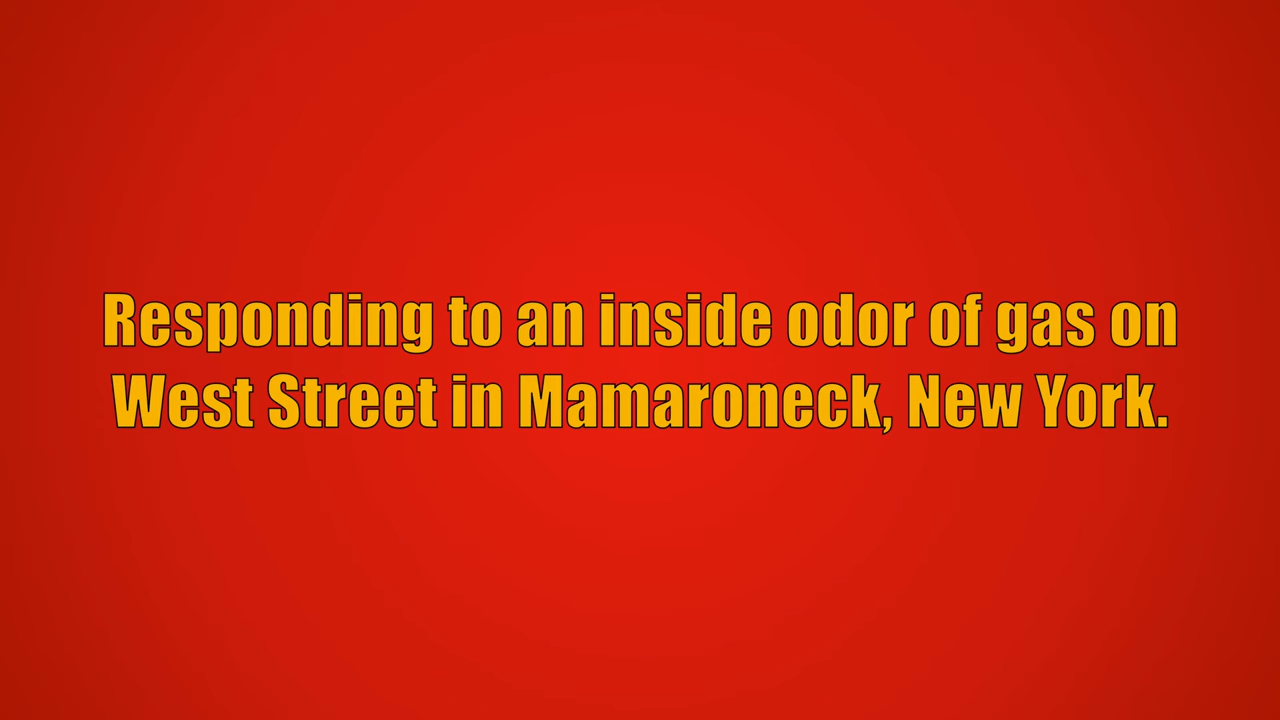 Responding to an inside odor of gas on
West Street in Mamaroneck, New York.